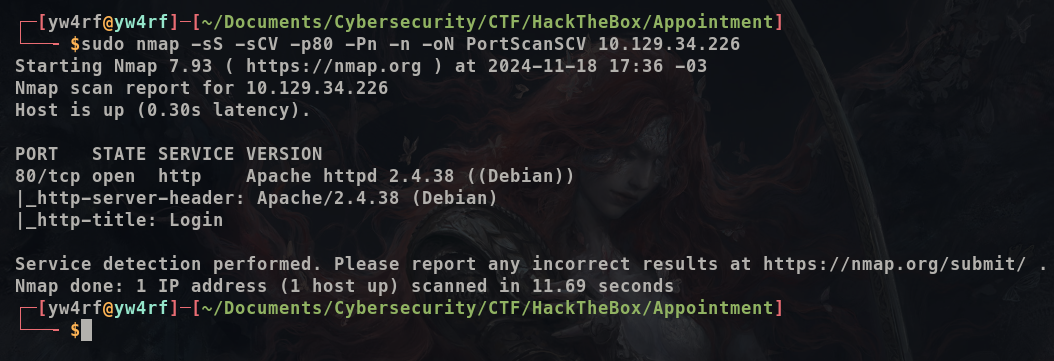 ┌─[yw4rf@yw4rf]─[~/Documents/Cybersecurity/CTF/HackTheBox/Appointment]
└──╼ $sudo nmap -sS -sCV -p80 -Pn -n -oN PortScanSCV 10.129.34.226
Starting Nmap 7.93 ( https://nmap.org ) at 2024-11-18 17:36 -03
Nmap scan report for 10.129.34.226
Host is up (0.30s latency).
PORT   STATE SERVICE VERSION
80/tcp open  http    Apache httpd 2.4.38 ((Debian))
|_http-server-header: Apache/2.4.38 (Debian)
|_http-title: Login
Service detection performed. Please report any incorrect results at https://nmap.org/submit/ .
Nmap done: 1 IP address (1 host up) scanned in 11.69 seconds
┌─[yw4rf@yw4rf]─[~/Documents/Cybersecurity/CTF/HackTheBox/Appointment]
└──╼ $